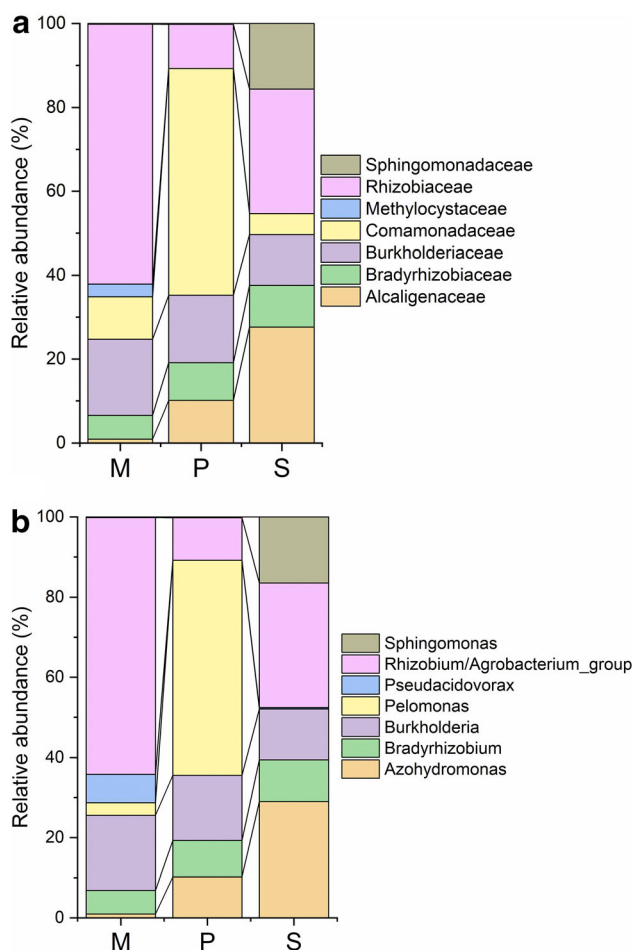 a
100
80
60
40
20
0
Relative abundance (%)
M P S
Sphingomonadaceae
Rhizobiaceae
Methylocystaceae
Comamonadaceae
Burkholderiaceae
Bradyrhizobiaceae
Alcaligenaceae
b
100
80
60
40
20
0
Relative abundance (%)
M P S
Sphingomonas
Rhizobium/Agrobacterium_group
Pseudacidovorax
Pelomonas
Burkholderia
Bradyrhizobium
Azohydromonas